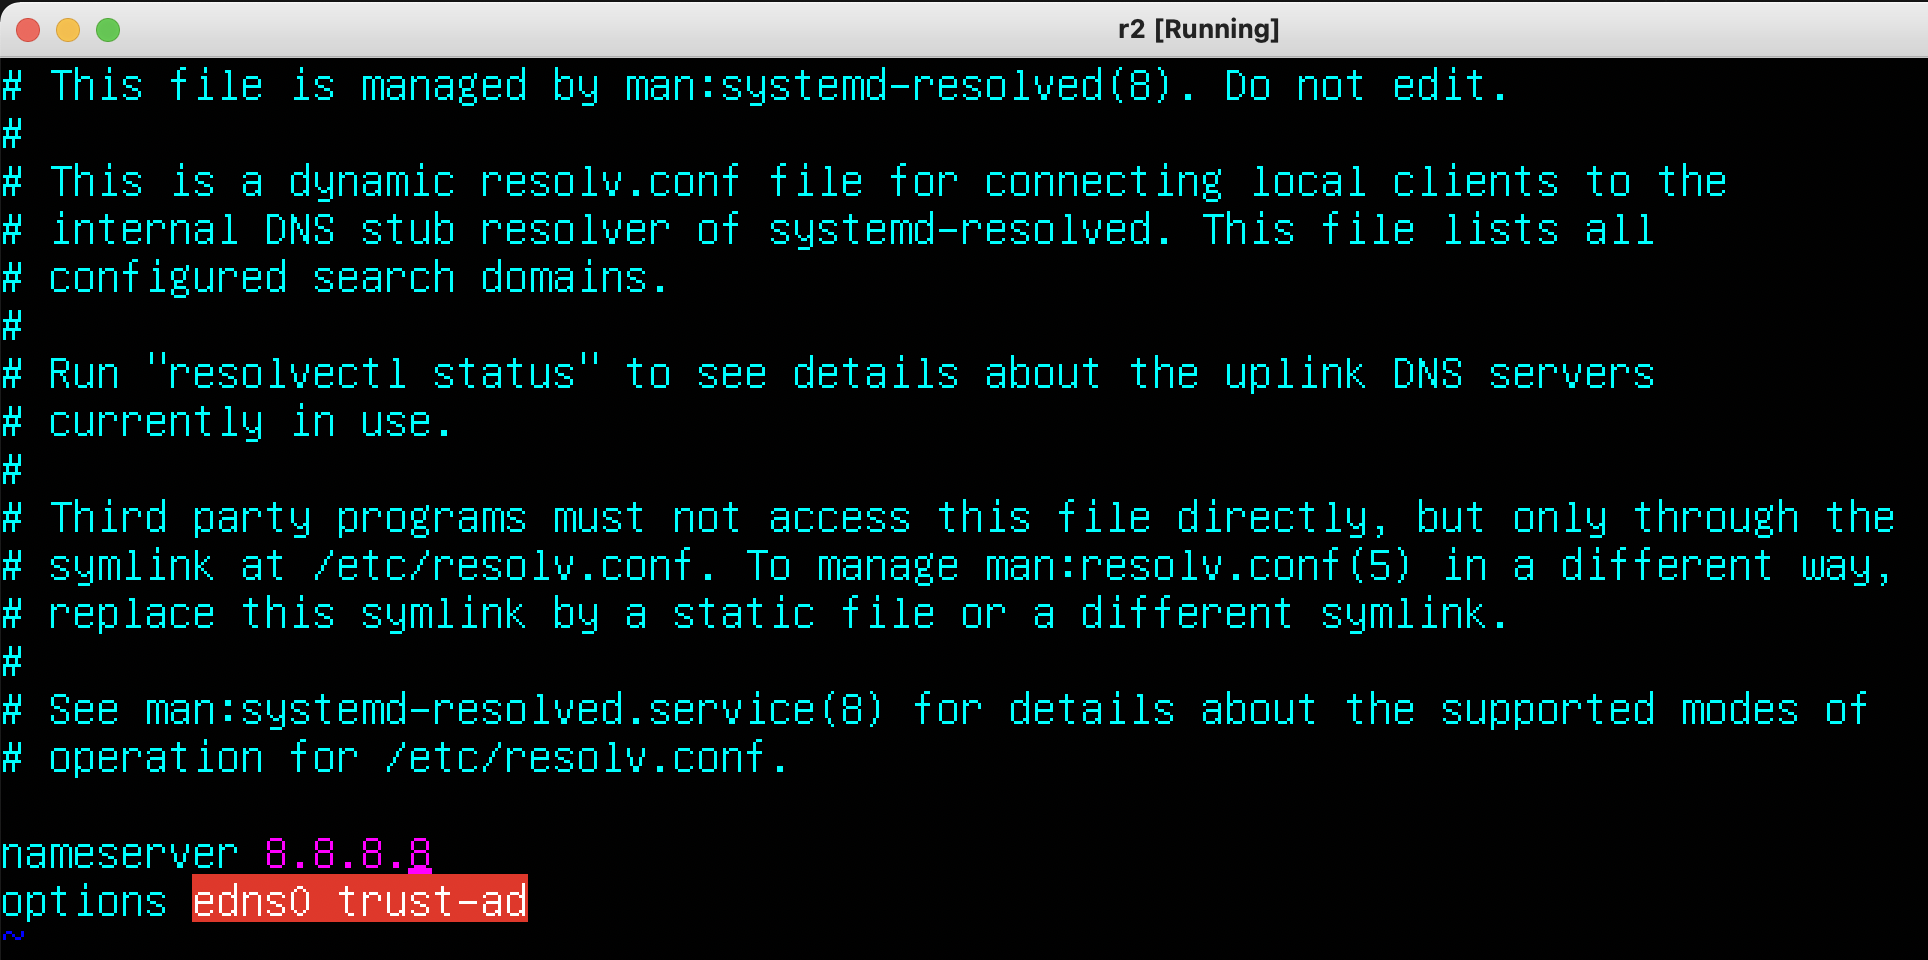 r2 [Running]
# This file is managed by man:systemd-resolved(8). Do not edit.
#
# This is a dynamic resolv.conf file for connecting local clients to the
# internal DNS stub resolver of systemd-resolved. This file lists all
# configured search domains.
#
# Run "resolvectl status" to see details about the uplink DNS servers
# currently in use.
#
# Third party programs must not access this file directly, but only through the
# symlink at /etc/resolv.conf. To manage man:resolv.conf(5) in a different way,
# replace this symlink by a static file or a different symlink.
#
# See man:systemd-resolved.service(8) for details about the supported modes of
# operation for /etc/resolv.conf.

nameserver 8.8.8.8
options edns0 trust-ad
~